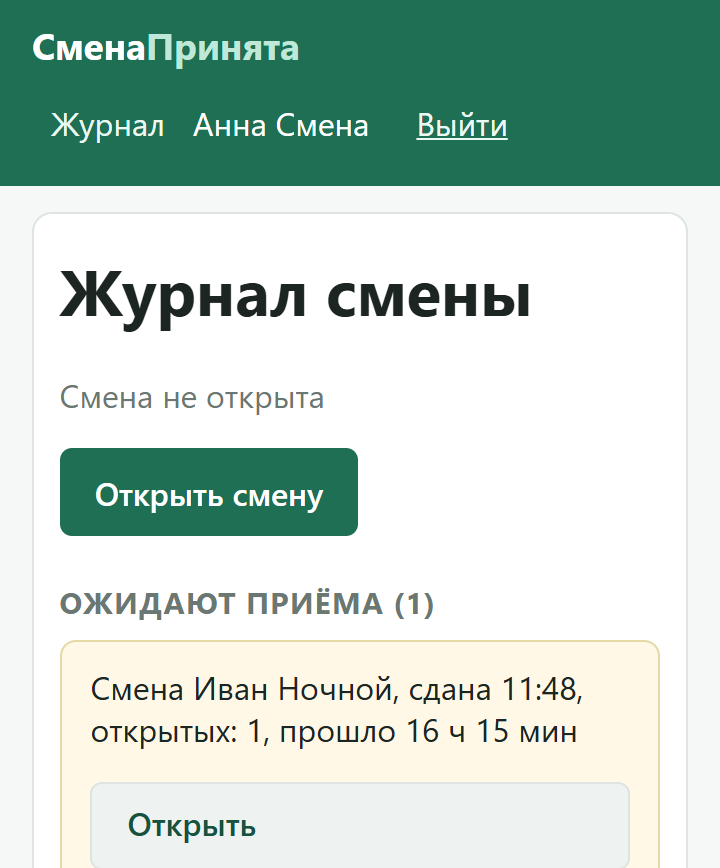 СменаПринята
Журнал Анна Смена Выйти
Журнал смены
Смена не открыта
Открыть смену
ОЖИДАЮТ ПРИЁМА (1)
Смена Иван Ночной, сдана 11:48,
открытых: 1, прошло 16 ч 15 мин
Открыть